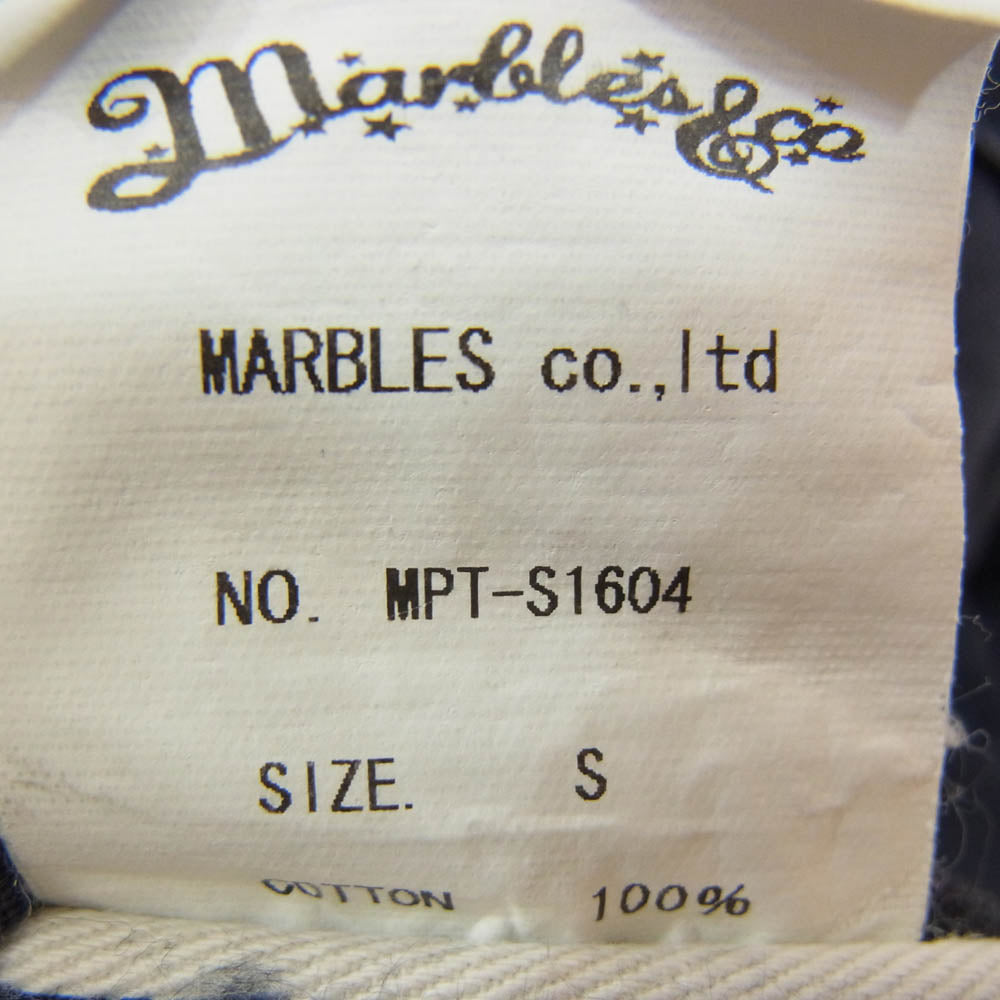 Marbles&co
MARBLES co.,ltd
NO. MPT-S1604
SIZE. S
COTTON 100%